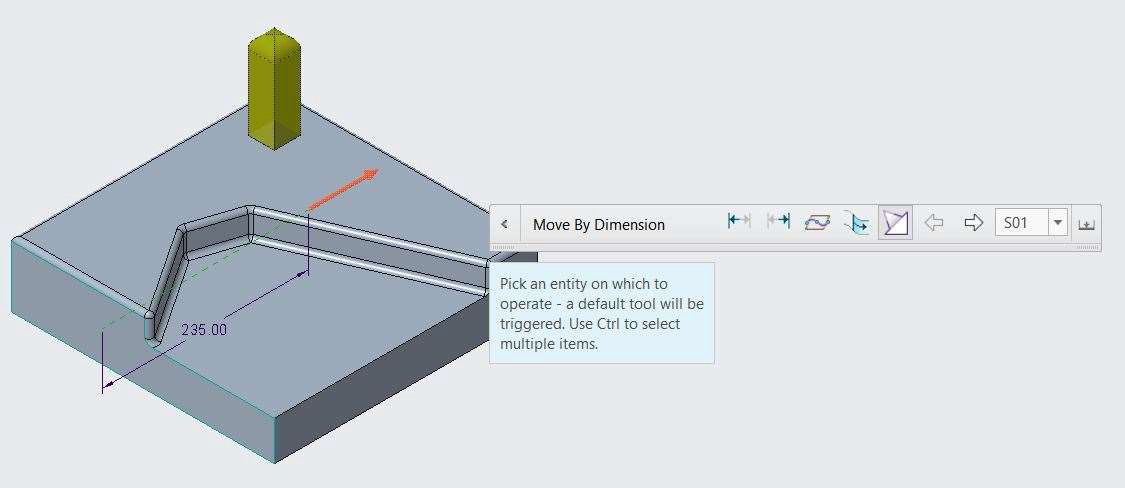 Move By Dimension
S01
Pick an entity on which to
operate - a default tool will be
triggered. Use Ctrl to select
multiple items.
235.00